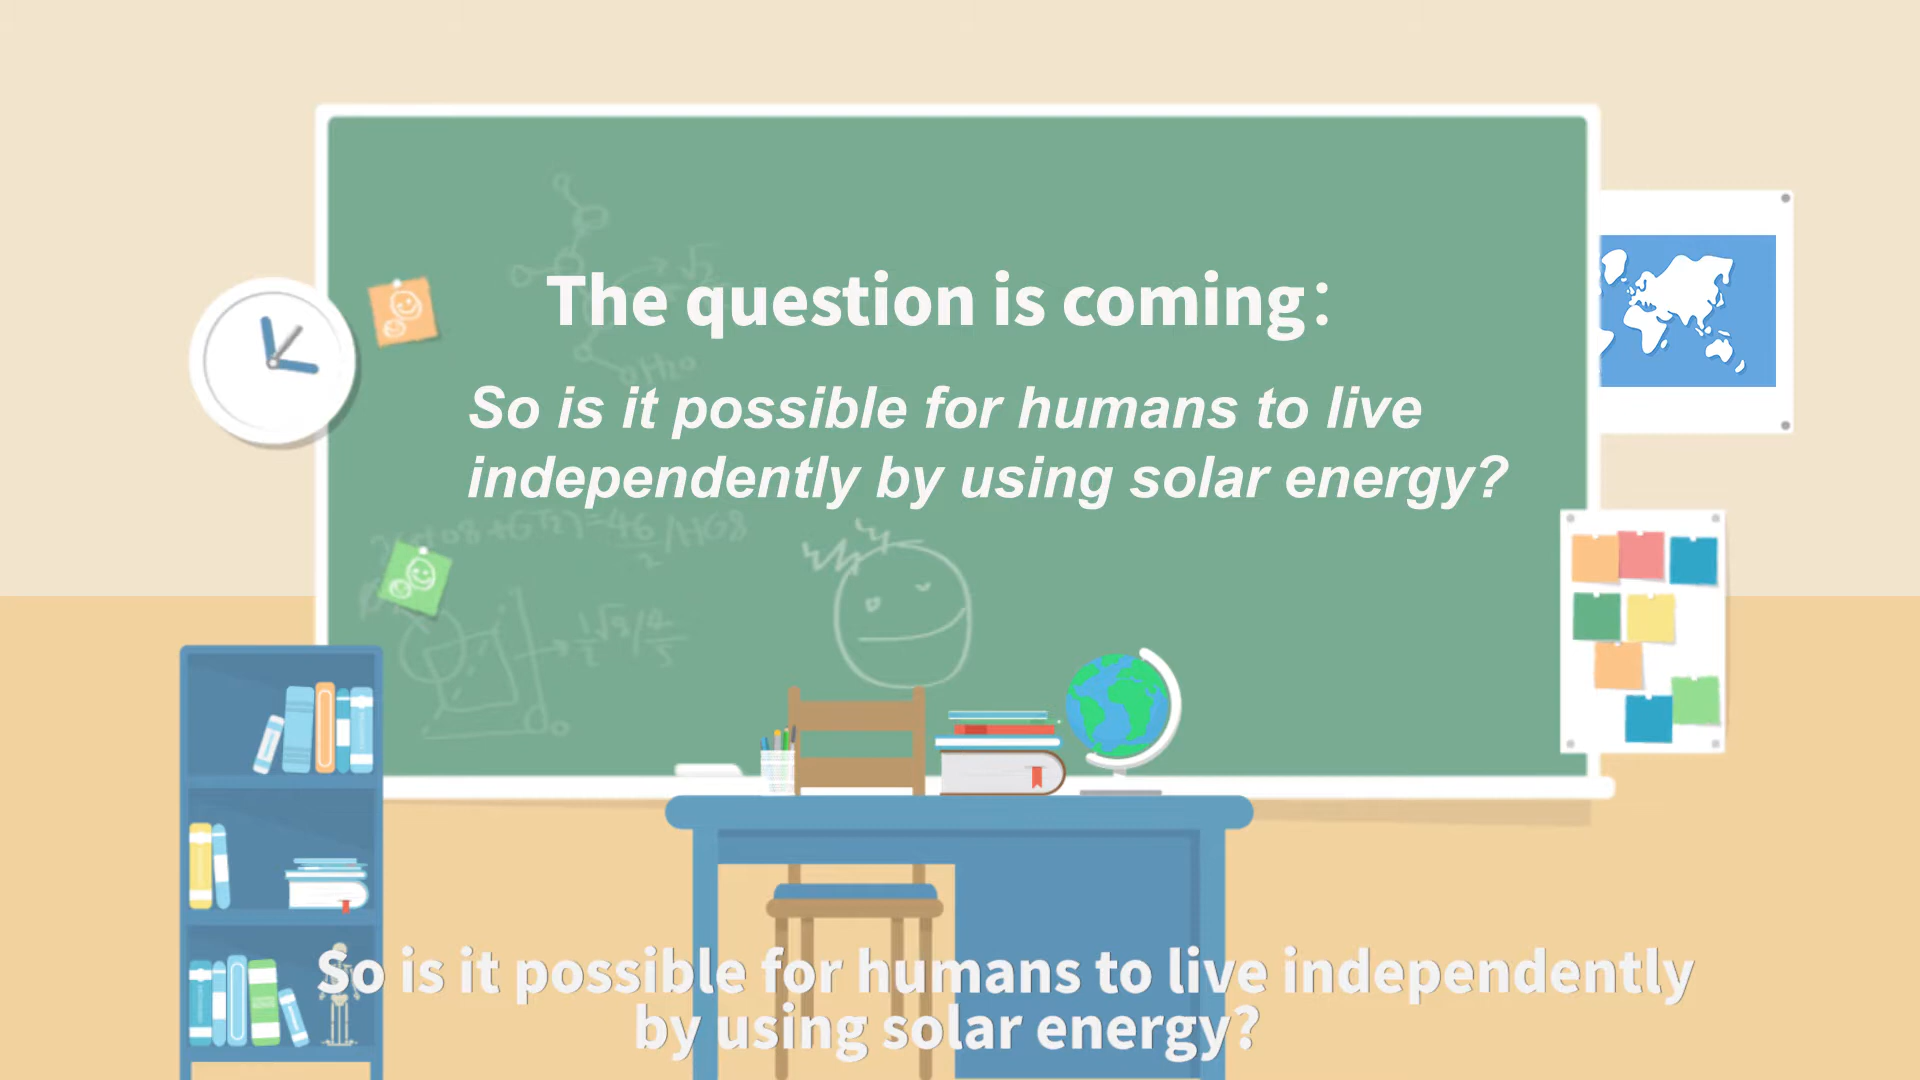 The question is coming：
So is it possible for humans to live
independently by using solar energy?
So is it possible for humans to live independently
by using solar energy?